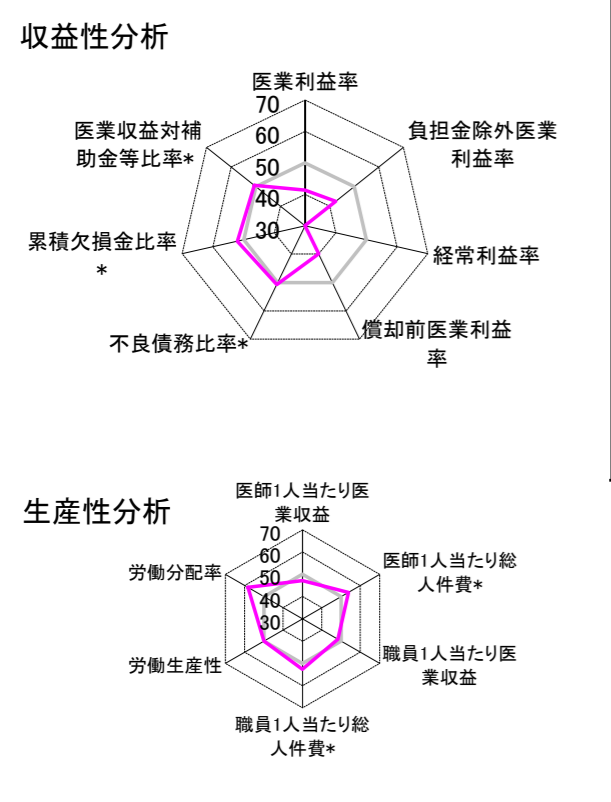 収益性分析
医業利益率
70
60
50
40
30
負担金除外医業
利益率
経常利益率
償却前医業利益
率
不良債務比率*
累積欠損金比率
*
医業収益対補
助金等比率*
生産性分析
医師1人当たり医
業収益
70
60
50
40
30
医師1人当たり総
人件費*
職員1人当たり医
業収益
職員1人当たり総
人件費*
労働生産性
労働分配率